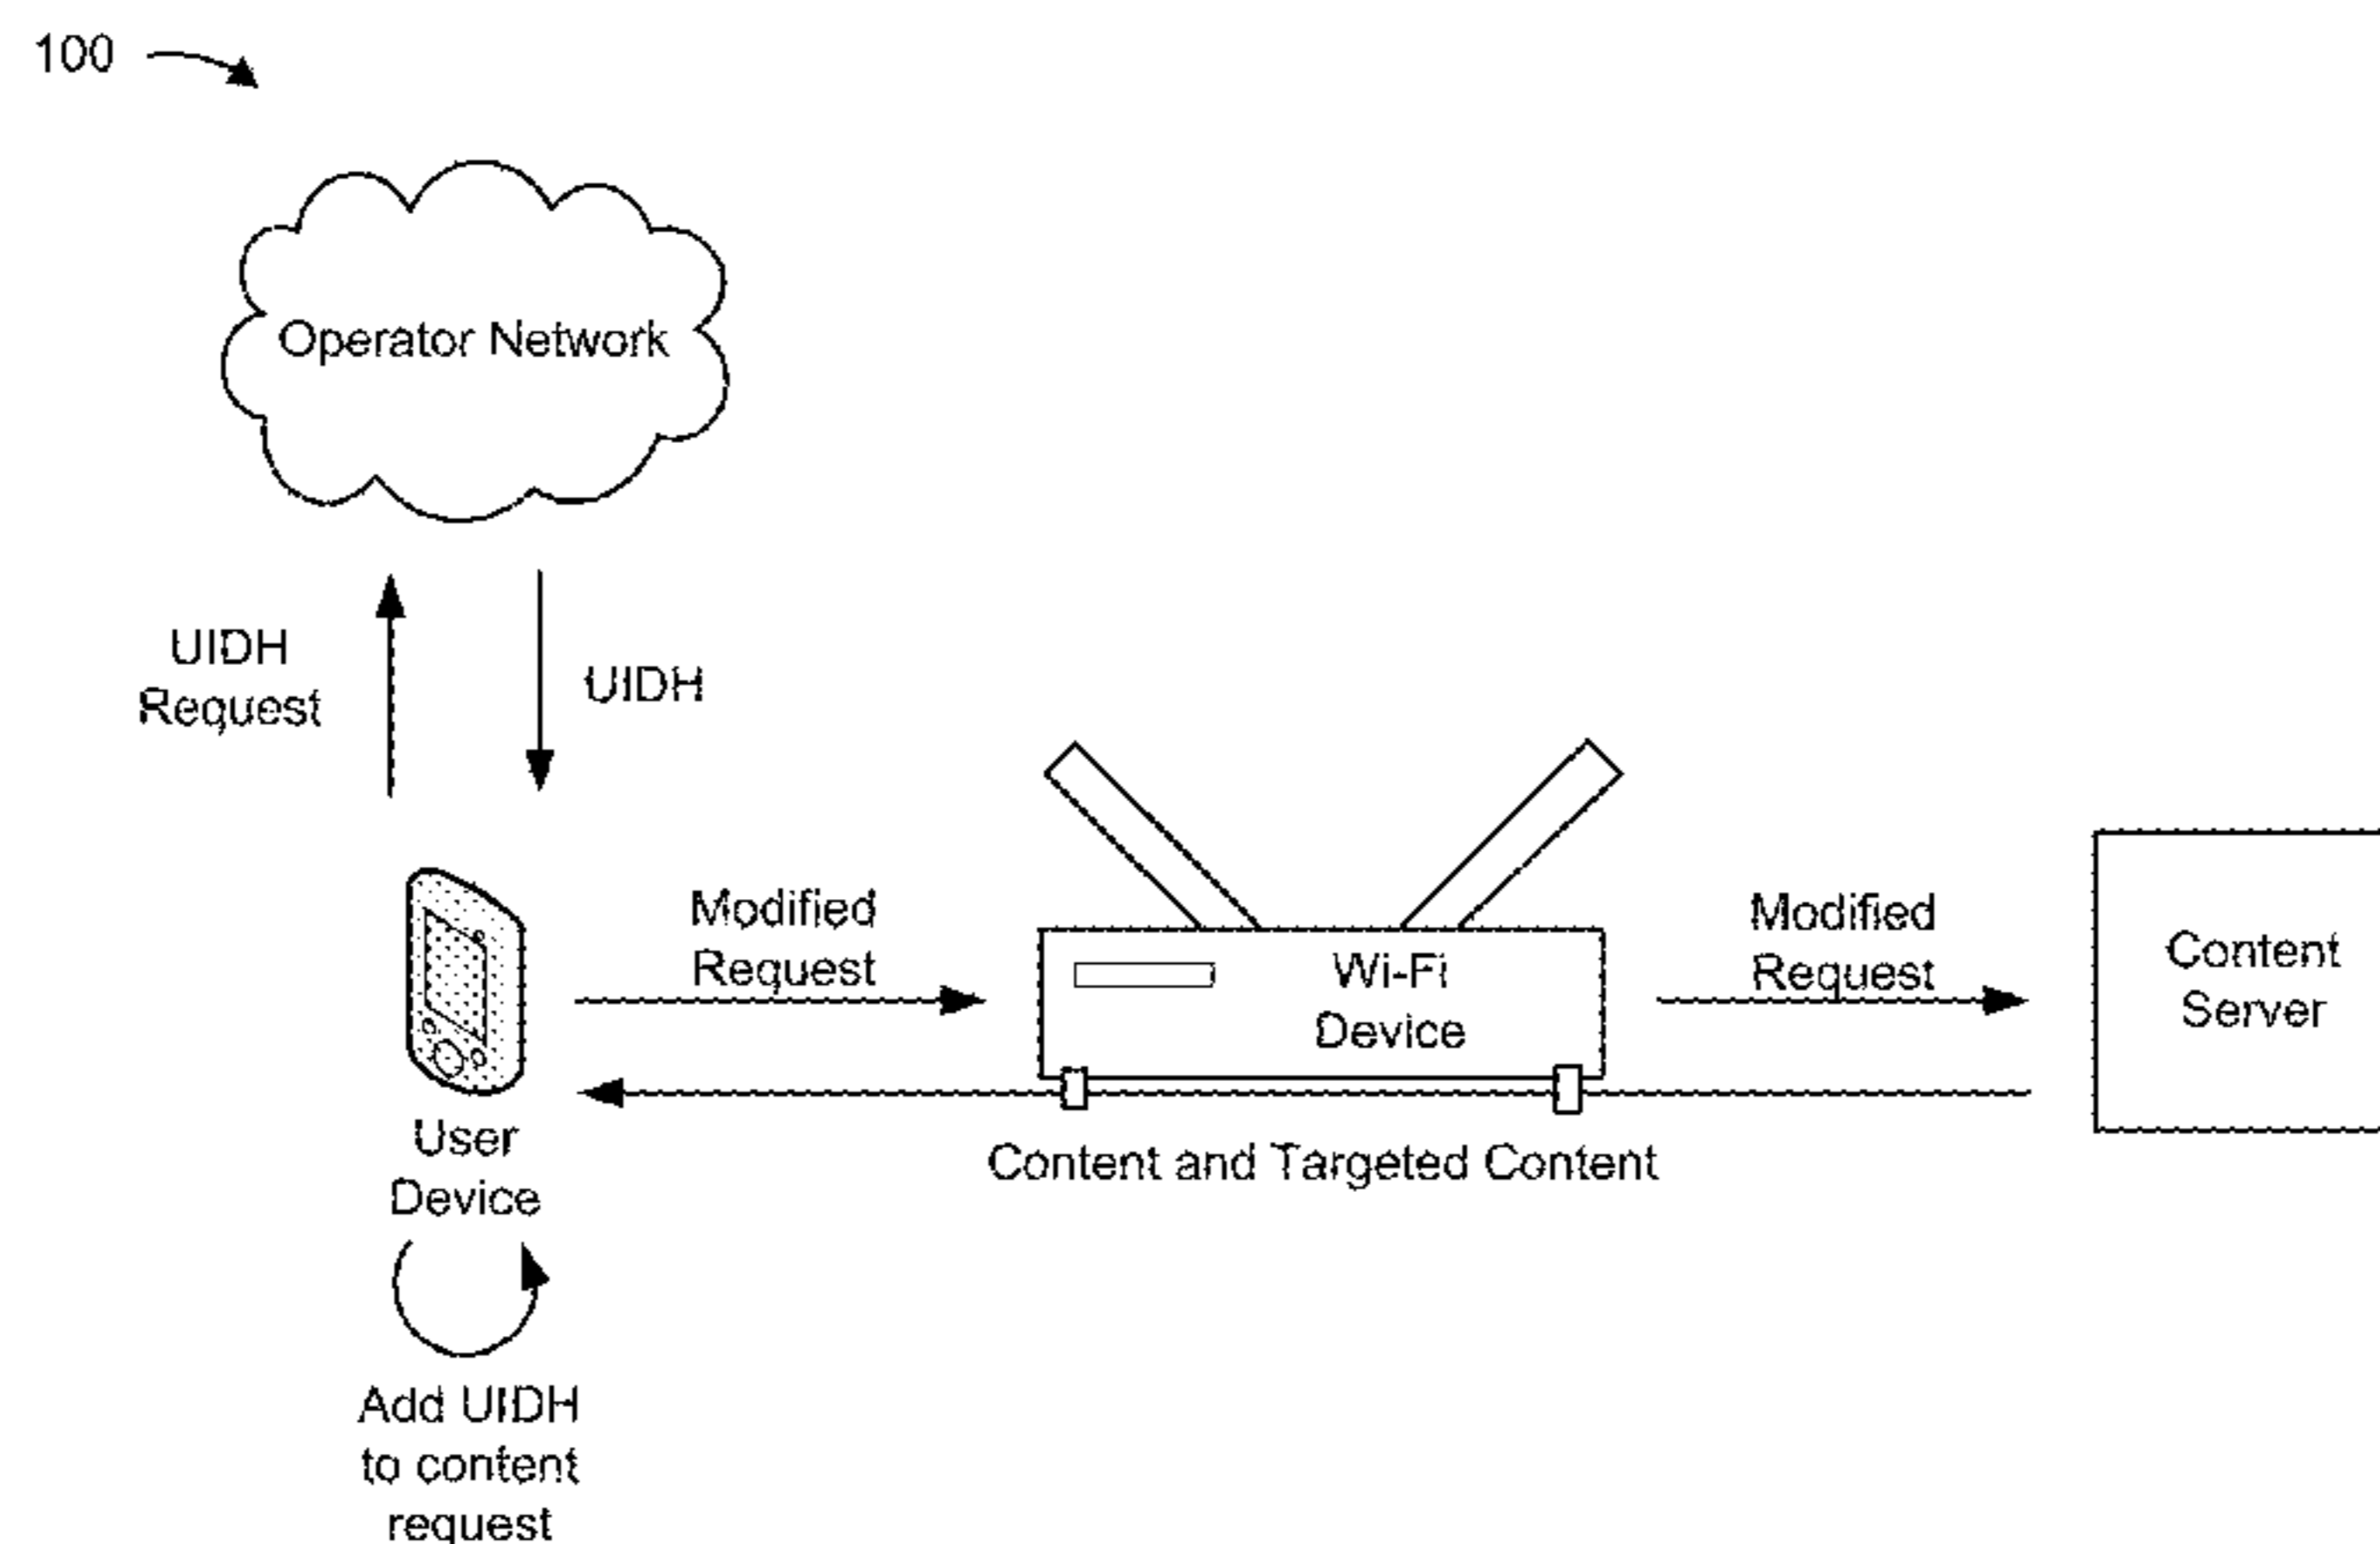 100
Operator Network
UIDH
Request
UIDH
Modified
Request
Wi-Fi
Device
Modified
Request
Content
Server
User
Device
Content and Targeted Content
Add UIDH
to content
request